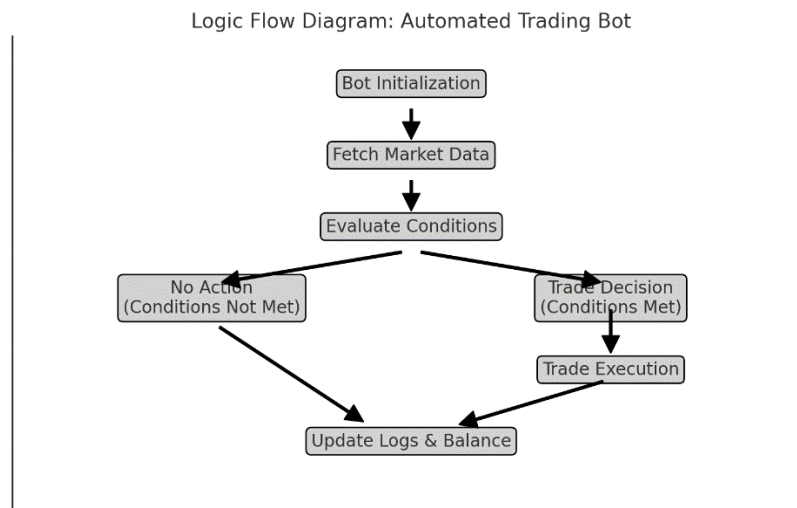 Logic Flow Diagram: Automated Trading Bot
Bot Initialization
Fetch Market Data
Evaluate Conditions
No Action
(Conditions Not Met)
Trade Decision
(Conditions Met)
Trade Execution
Update Logs & Balance